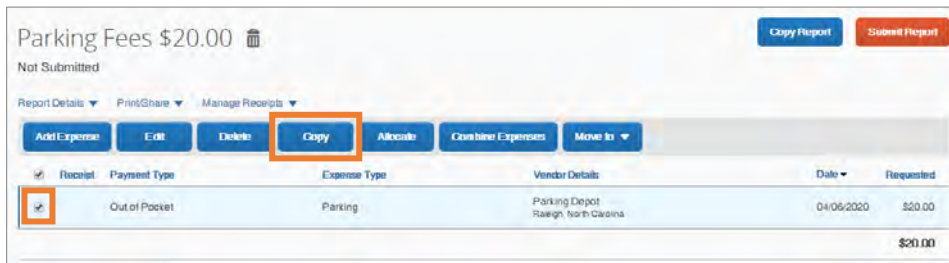 Parking Fees $20.00
Copy Report Submit Report
Not Submitted
Report Details Print/Share Manage Receipts
Add Expense Edit Delete Copy Allocate Combine Expenses Move to
Receipt Payment Type Expense Type Vendor Details Date Requested
Out of Pocket Parking Parking Depot 04/06/2020 $20.00
Raleigh, North Carolina
$20.00